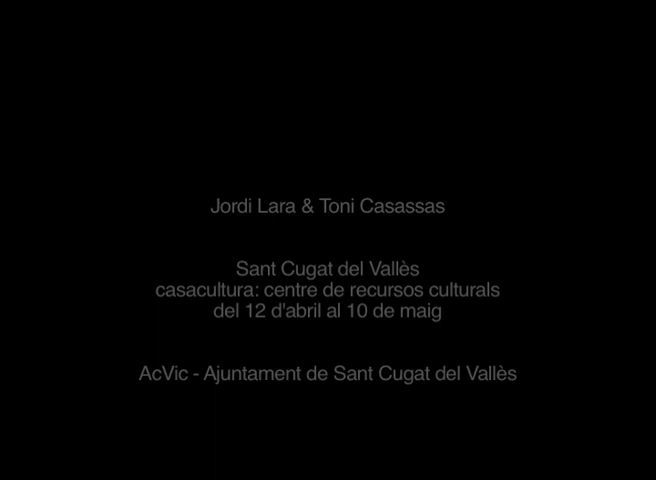 Jordi Lara & Toni Casassas
Sant Cugat del Vallès
casacultura: centre de recursos culturals
del 12 d'abril al 10 de maig
AcVic - Ajuntament de Sant Cugat del Vallès